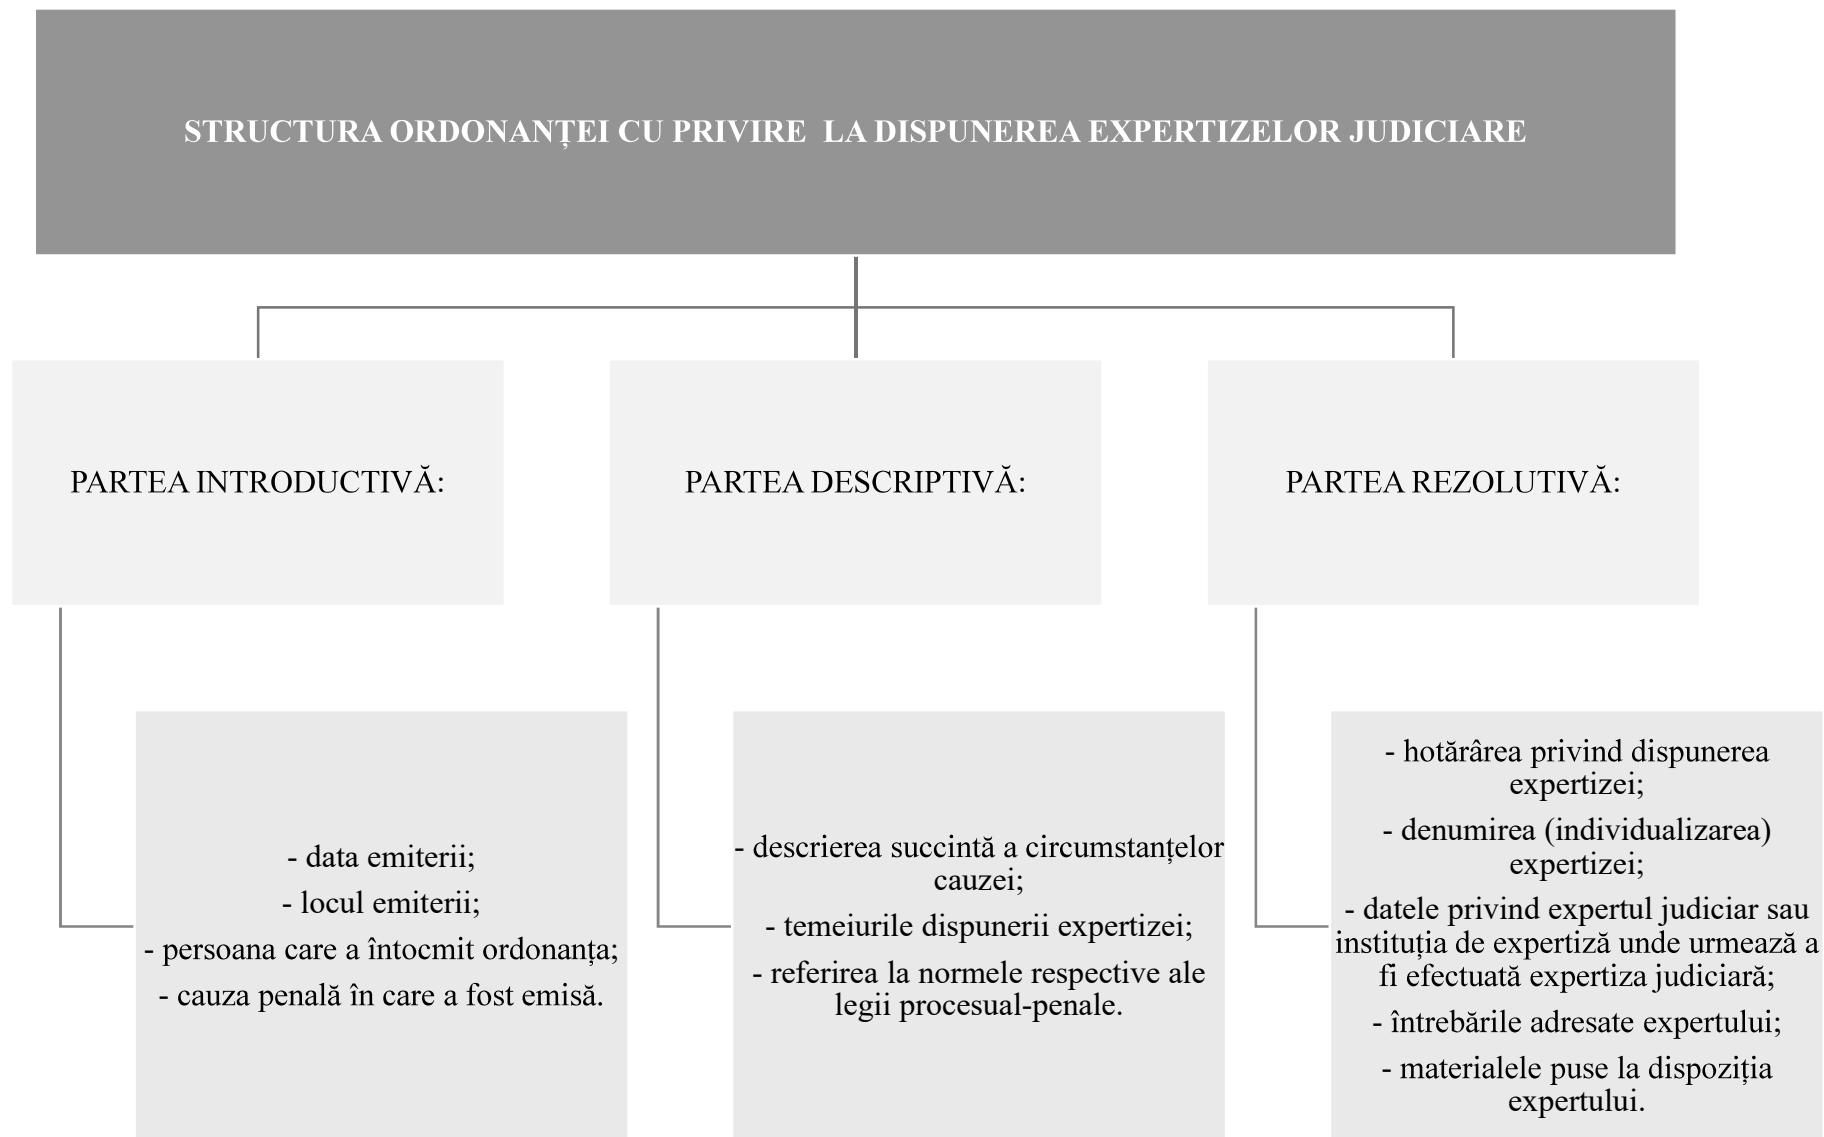 STRUCTURA ORDONANȚEI CU PRIVIRE  LA DISPUNEREA EXPERTIZELOR JUDICIARE
PARTEA INTRODUCTIVĂ:
- data emiterii;
- locul emiterii;
- persoana care a întocmit ordonanța;
- cauza penală în care a fost emisă.
PARTEA DESCRIPTIVĂ:
- descrierea succintă a circumstanțelor
cauzei;
- temeiurile dispunerii expertizei;
- referirea la normele respective ale
legii procesual-penale.
PARTEA REZOLUTIVĂ:
- hotărârea privind dispunerea
expertizei;
- denumirea (individualizarea)
expertizei;
- datele privind expertul judiciar sau
instituția de expertiză unde urmează a
fi efectuată expertiza judiciară;
- întrebările adresate expertului;
- materialele puse la dispoziția
expertului.